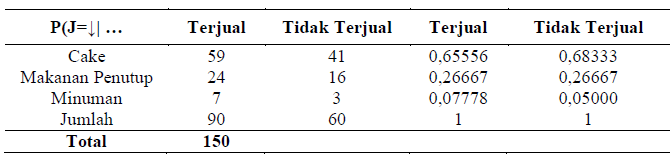 P(J=↓| … Terjual Tidak Terjual Terjual Tidak Terjual
Cake 59 41 0,65556 0,68333
Makanan Penutup 24 16 0,26667 0,26667
Minuman 7 3 0,07778 0,05000
Jumlah 90 60 1 1
Total 150